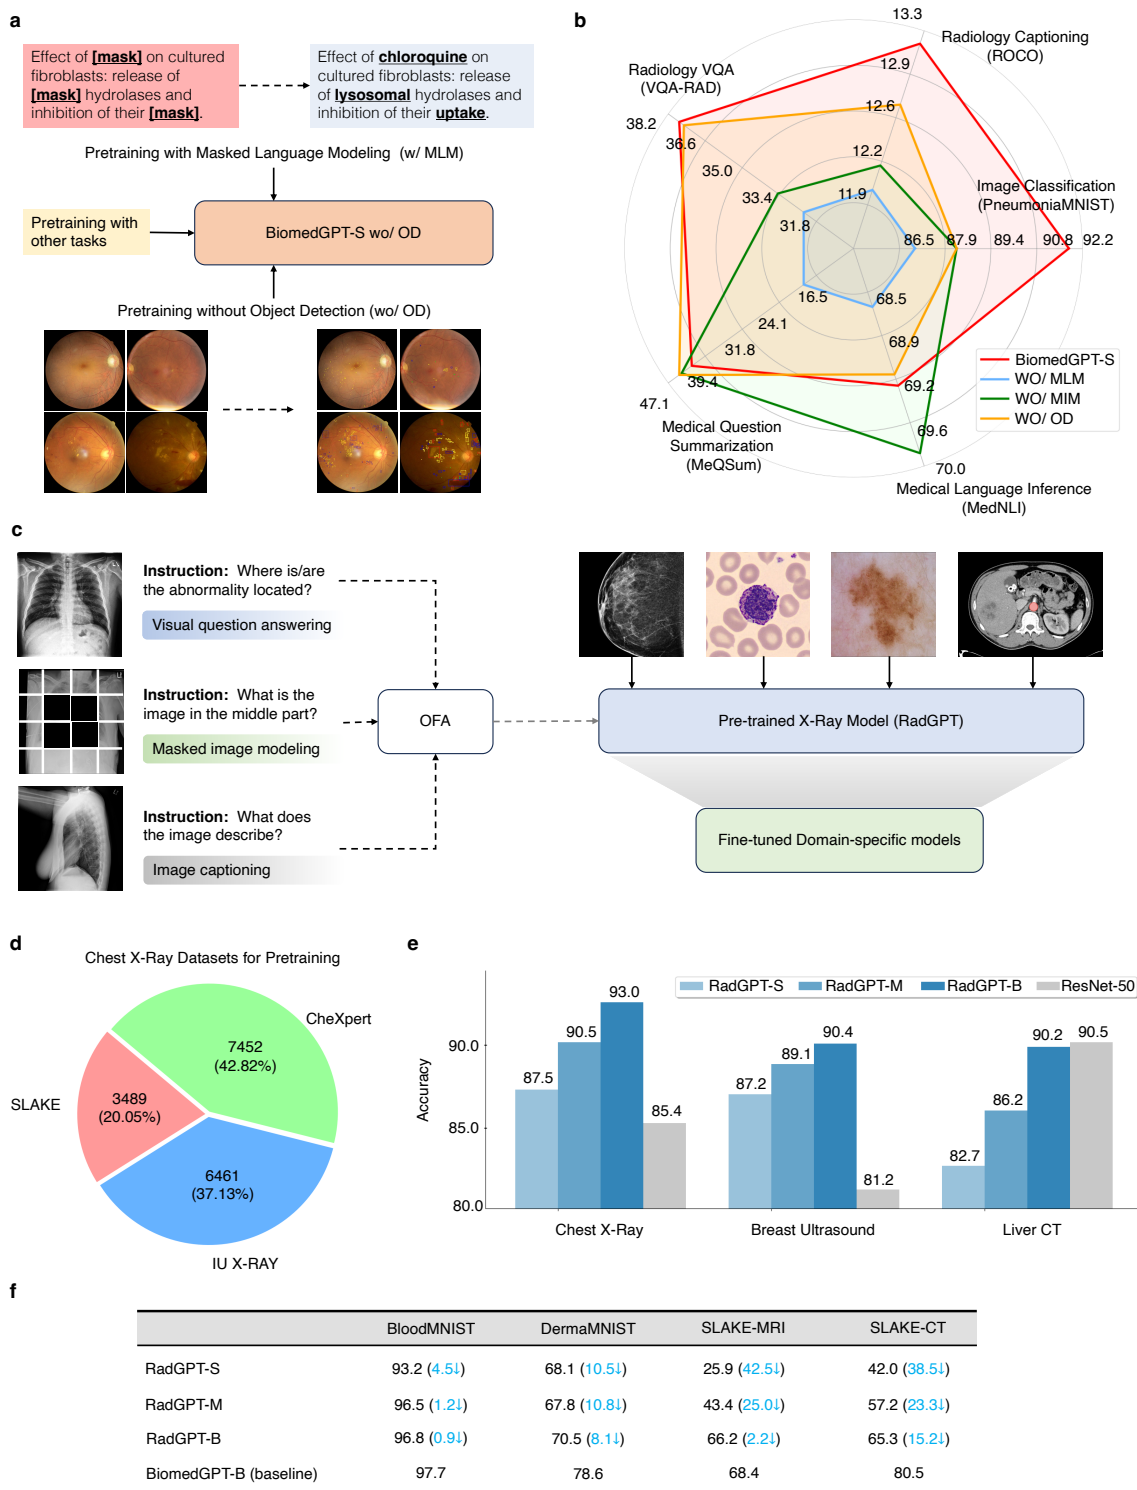 a
Effect of [mask] on cultured
fibroblasts: release of
[mask] hydrolases and
inhibition of their [mask].
Effect of chloroquine on
cultured fibroblasts: release
of lysosomal hydrolases and
inhibition of their uptake.
Pretraining with Masked Language Modeling (w/ MLM)
Pretraining with
other tasks
BiomedGPT-S wo/ OD
Pretraining without Object Detection (wo/ OD)
b
13.3
Radiology Captioning
(ROCO)
12.9
12.6
12.2
11.9
Radiology VQA
(VQA-RAD)
38.2
36.6
35.0
33.4
31.8
Image Classification
(PneumoniaMNIST)
86.5
87.9
89.4
90.8
92.2
16.5
24.1
31.8
39.4
47.1
Medical Question
Summarization
(MeQSum)
68.5
68.9
69.2
69.6
70.0
Medical Language Inference
(MedNLI)
BiomedGPT-S
WO/ MLM
WO/ MIM
WO/ OD
c
Instruction: Where is/are
the abnormality located?
Visual question answering
Instruction: What is the
image in the middle part?
Masked image modeling
Instruction: What does
the image describe?
Image captioning
OFA
Pre-trained X-Ray Model (RadGPT)
Fine-tuned Domain-specific models
d
Chest X-Ray Datasets for Pretraining
CheXpert
7452
(42.82%)
SLAKE
3489
(20.05%)
6461
(37.13%)
IU X-RAY
e
RadGPT-S
RadGPT-M
RadGPT-B
ResNet-50
Accuracy
90.0
85.0
80.0
87.5
90.5
93.0
85.4
87.2
89.1
90.4
81.2
82.7
86.2
90.2
90.5
Chest X-Ray
Breast Ultrasound
Liver CT
f
BloodMNIST DermaMNIST SLAKE-MRI SLAKE-CT
RadGPT-S 93.2 (4.5↓) 68.1 (10.5↓) 25.9 (42.5↓) 42.0 (38.5↓)
RadGPT-M 96.5 (1.2↓) 67.8 (10.8↓) 43.4 (25.0↓) 57.2 (23.3↓)
RadGPT-B 96.8 (0.9↓) 70.5 (8.1↓) 66.2 (2.2↓) 65.3 (15.2↓)
BiomedGPT-B (baseline) 97.7 78.6 68.4 80.5